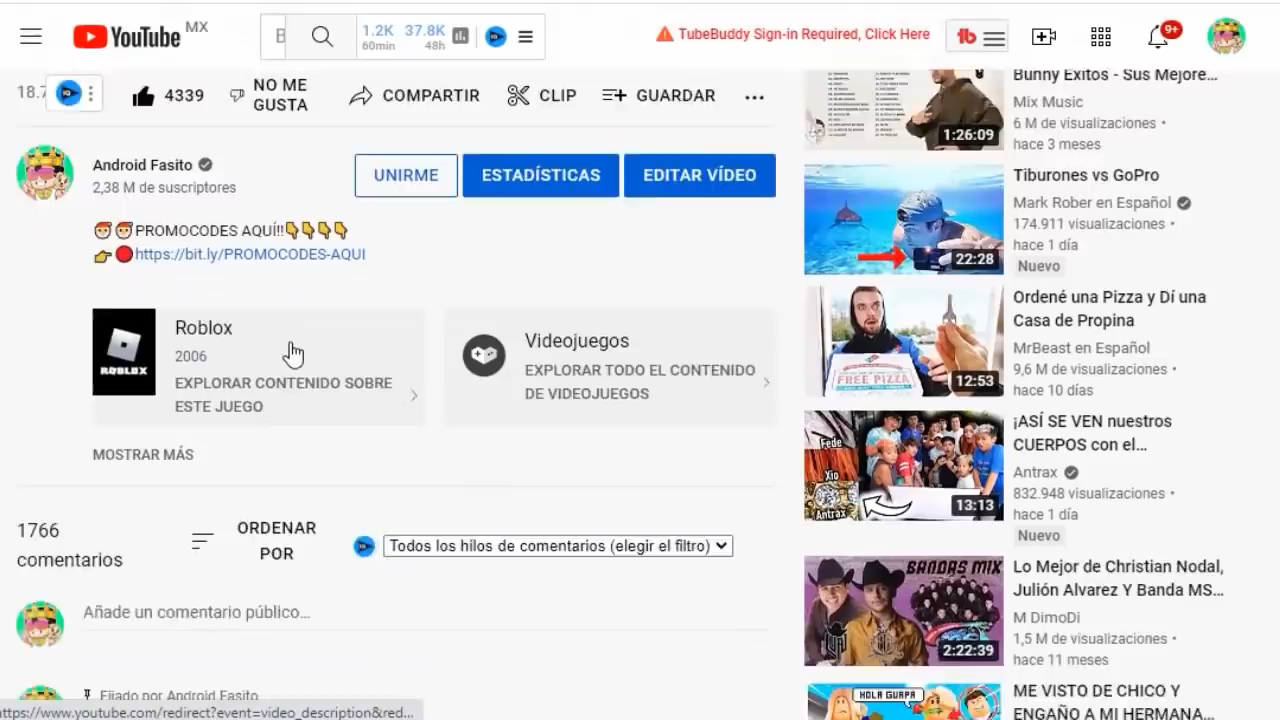 YouTube MX
1.2K 37.8K
60min 48h
TubeBuddy Sign-in Required, Click Here
tb
9+
18.7
NO ME GUSTA
COMPARTIR
CLIP
GUARDAR
Android Fasito
2,38 M de suscriptores
UNIRME
ESTADÍSTICAS
EDITAR VÍDEO
🎅🎅PROMOCODES AQUÍ!!👇👇👇👇
👉🔴https://bit.ly/PROMOCODES-AQUI
ROBLOX
Roblox
2006
EXPLORAR CONTENIDO SOBRE
ESTE JUEGO
Videojuegos
EXPLORAR TODO EL CONTENIDO
DE VIDEOJUEGOS
MOSTRAR MÁS
1766
comentarios
ORDENAR
POR
Todos los hilos de comentarios (elegir el filtro)
Añade un comentario público...
Fijado por Android Fasito
https://www.youtube.com/redirect?event=video_description&red...
1:26:09
Bunny Exitos - Sus Mejore...
Mix Music
6 M de visualizaciones •
hace 3 meses
22:28
Tiburones vs GoPro
Mark Rober en Español
174.911 visualizaciones •
hace 1 día
Nuevo
FREE PIZZA
12:53
Ordené una Pizza y Dí una
Casa de Propina
MrBeast en Español
9,6 M de visualizaciones •
hace 10 días
Fede
Xio
Antrax
13:13
¡ASÍ SE VEN nuestros
CUERPOS con el...
Antrax
832.948 visualizaciones •
hace 1 día
Nuevo
BANDAS MIX
2:22:39
Lo Mejor de Christian Nodal,
Julión Alvarez Y Banda MS...
M DimoDi
1,5 M de visualizaciones •
hace 11 meses
HOLA GUAPA
ME VISTO DE CHICO Y
ENGAÑO A MI HERMANA...